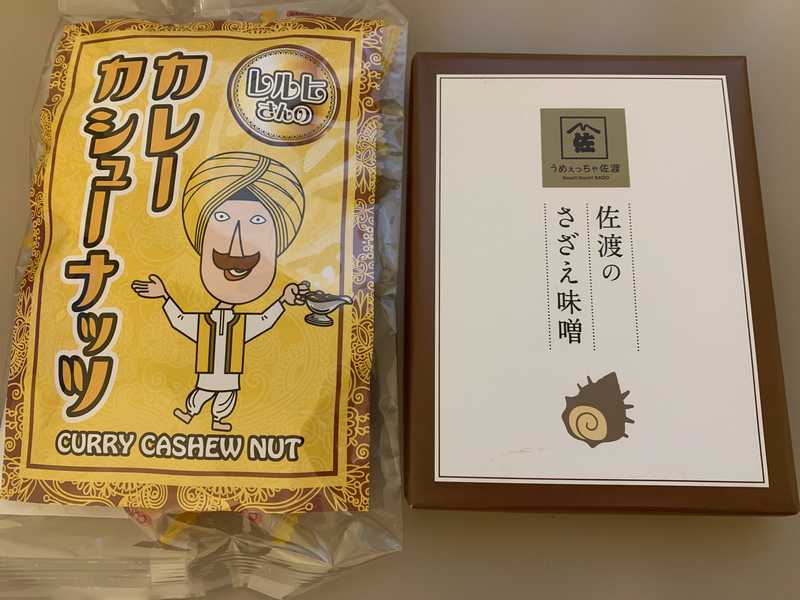 レルヒ
さんの
カレー
カシューナッツ
CURRY CASHEW NUT
佐
うめぇっちゃ佐渡
佐渡の
さざえ味噌